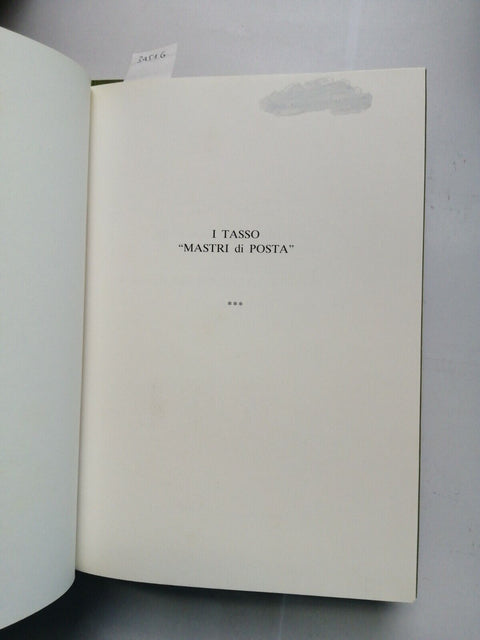 I TASSO
“MASTRI di POSTA”
***